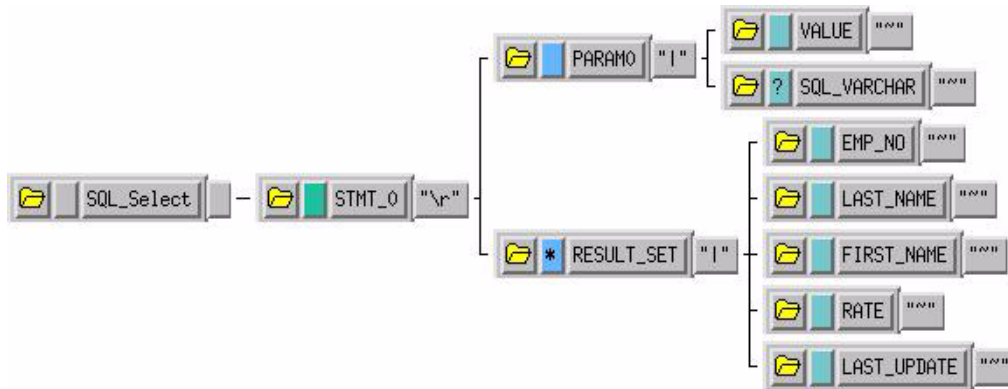 VALUE "~"
PARAM0 "|"
? SQL_VARCHAR "~"
EMP_NO "~"
SQL_Select STMT_0 "\r" LAST_NAME "~"
* RESULT_SET "|" FIRST_NAME "~"
RATE "~"
LAST_UPDATE "~"